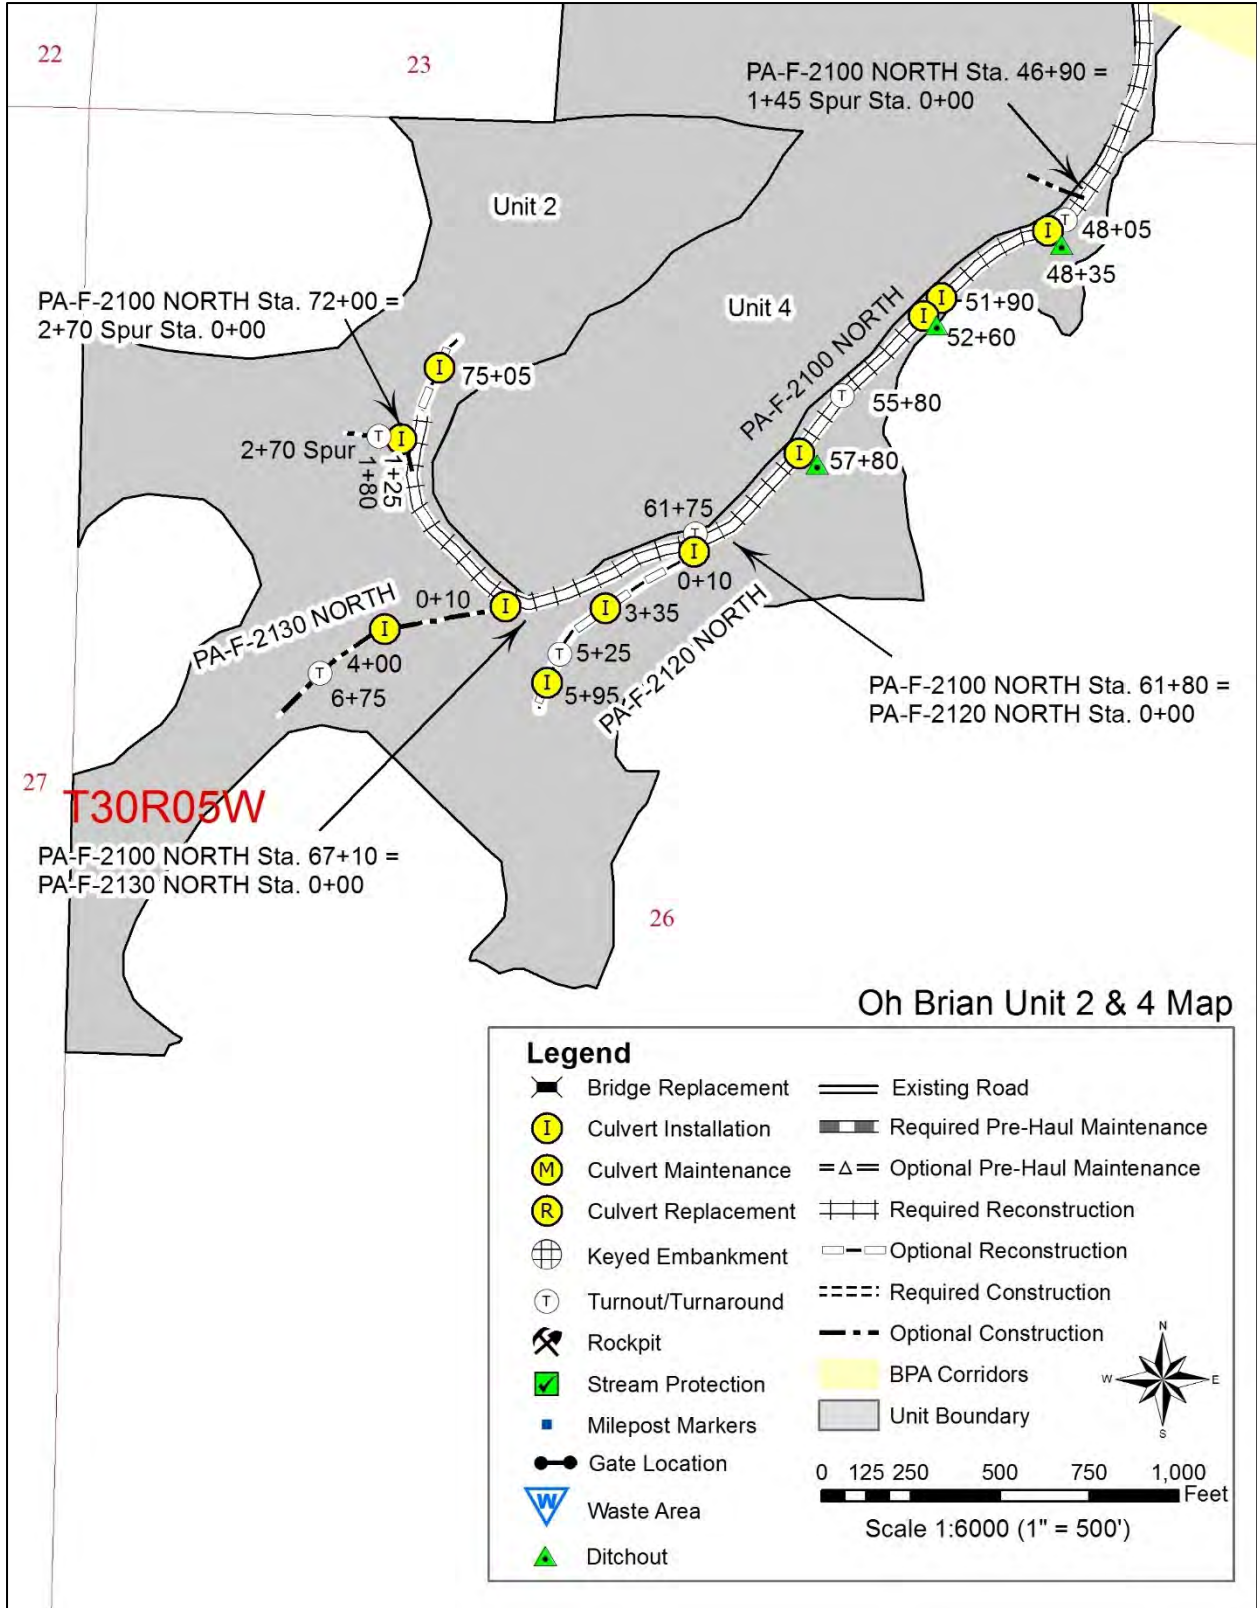 22
23
PA-F-2100 NORTH Sta. 46+90 =
1+45 Spur Sta. 0+00
Unit 2
T
I
48+05
48+35
PA-F-2100 NORTH Sta. 72+00 =
2+70 Spur Sta. 0+00
Unit 4
PA-F-2100 NORTH
I
51+90
I
52+60
I
75+05
T
55+80
2+70 Spur
T
I
1+80
1+25
I
57+80
61+75
T
I
0+10
PA-F-2130 NORTH
0+10
I
I
3+35
I
4+00
T
6+75
T
5+25
I
5+95
PA-F-2120 NORTH
PA-F-2100 NORTH Sta. 61+80 =
PA-F-2120 NORTH Sta. 0+00
27
T30R05W
PA-F-2100 NORTH Sta. 67+10 =
PA-F-2130 NORTH Sta. 0+00
26
Oh Brian Unit 2 & 4 Map
Legend
Bridge Replacement
I Culvert Installation
M Culvert Maintenance
R Culvert Replacement
Keyed Embankment
T Turnout/Turnaround
Rockpit
Stream Protection
Milepost Markers
Gate Location
W Waste Area
Ditchout
Existing Road
Required Pre-Haul Maintenance
Optional Pre-Haul Maintenance
Required Reconstruction
Optional Reconstruction
Required Construction
Optional Construction
BPA Corridors
Unit Boundary
N
W E
S
0 125 250 500 750 1,000
Feet
Scale 1:6000 (1" = 500')